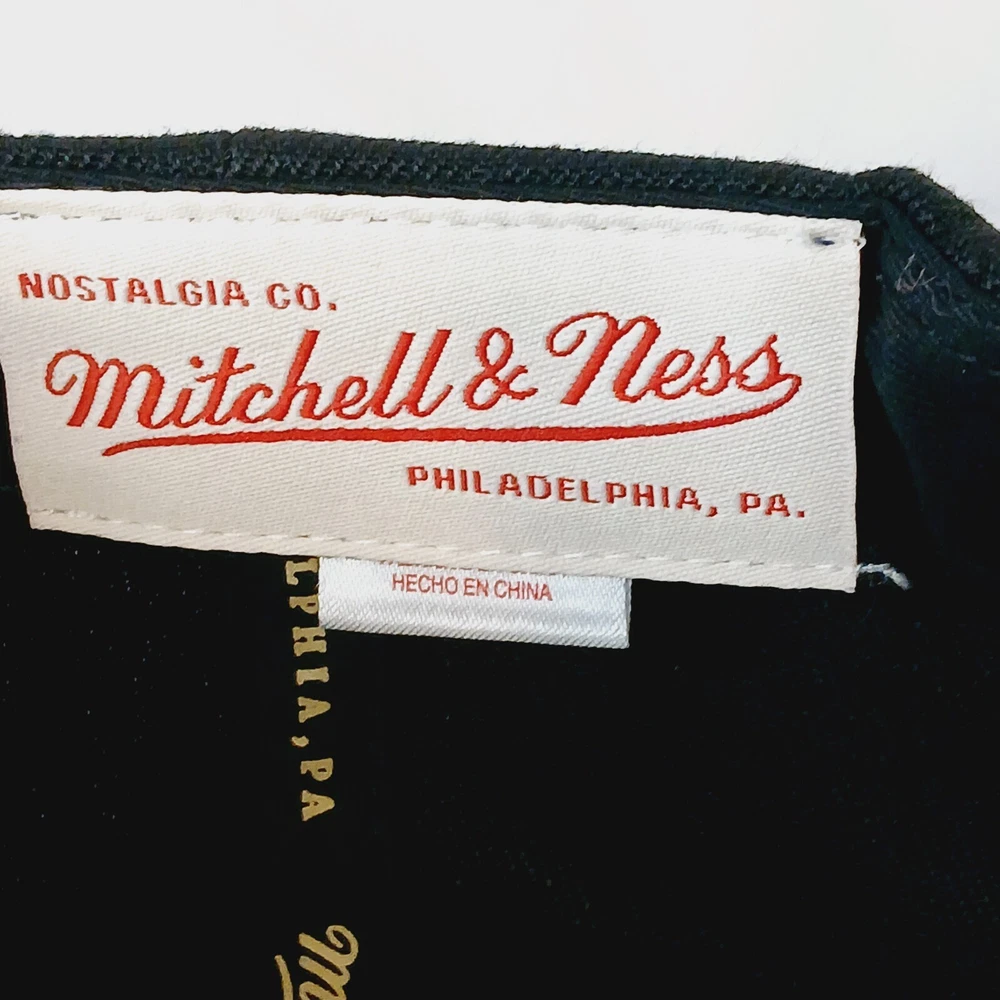 NOSTALGIA CO.
Mitchell & Ness
PHILADELPHIA, PA.
HECHO EN CHINA
LPHIA, PA